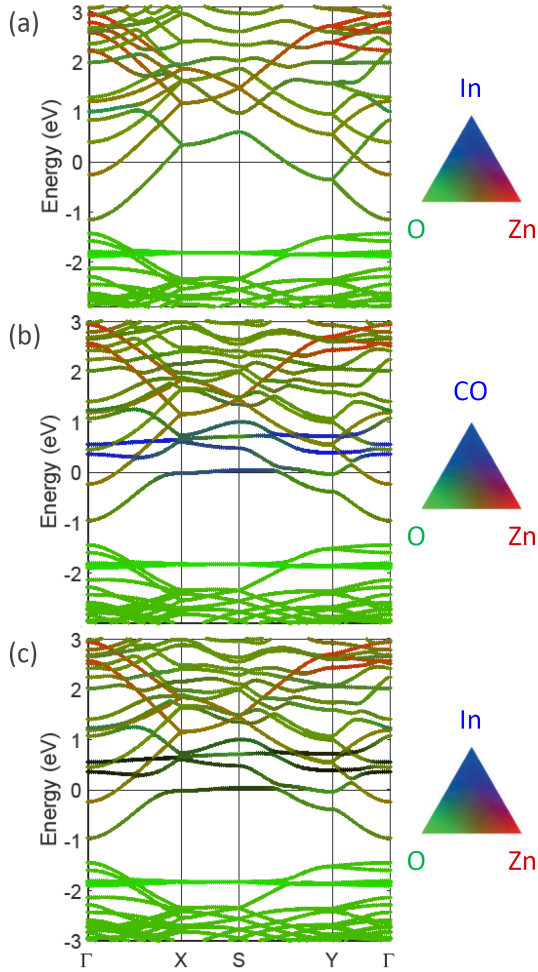 (a)
3
2
1
0
-1
-2
Energy (eV)
In
O
Zn
(b)
3
2
1
0
-1
-2
Energy (eV)
CO
O
Zn
(c)
3
2
1
0
-1
-2
-3
Energy (eV)
In
O
Zn
Γ X S Y Γ